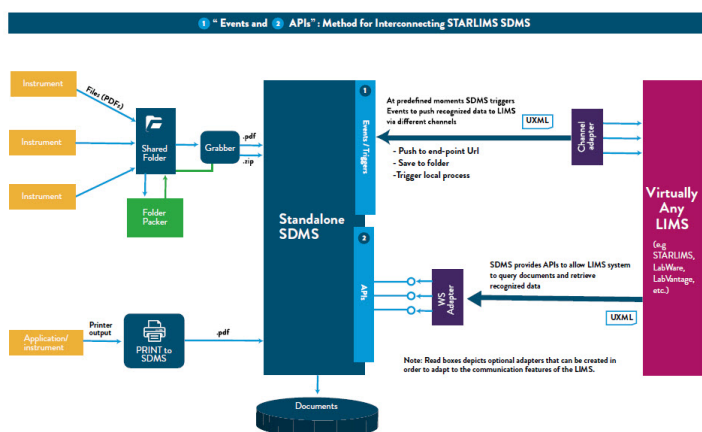 1 " Events and 2 APIs" : Method for Interconnecting STARLIMS SDMS
Instrument
Files (PDFs)
Instrument
Instrument
Shared
Folder
Grabber
.pdf
.zip
Folder
Packer
Application/
instrument
Printer
output
PRINT to
SDMS
.pdf
Standalone
SDMS
Documents
1
Events / Triggers
2
APIs
At predefined moments SDMS triggers
Events to push recognized data to LIMS
via different channels
- Push to end-point Url
- Save to folder
-Trigger local process
UXML
Channel
adapter
SDMS provides APIs to allow LIMS system
to query documents and retrieve
recognized data
WS
Adapter
UXML
Note: Read boxes depicts optional adapters that can be created in
order to adapt to the communication features of the LIMS.
Virtually
Any
LIMS
(e.g
STARLIMS,
LabWare,
LabVantage,
etc.)